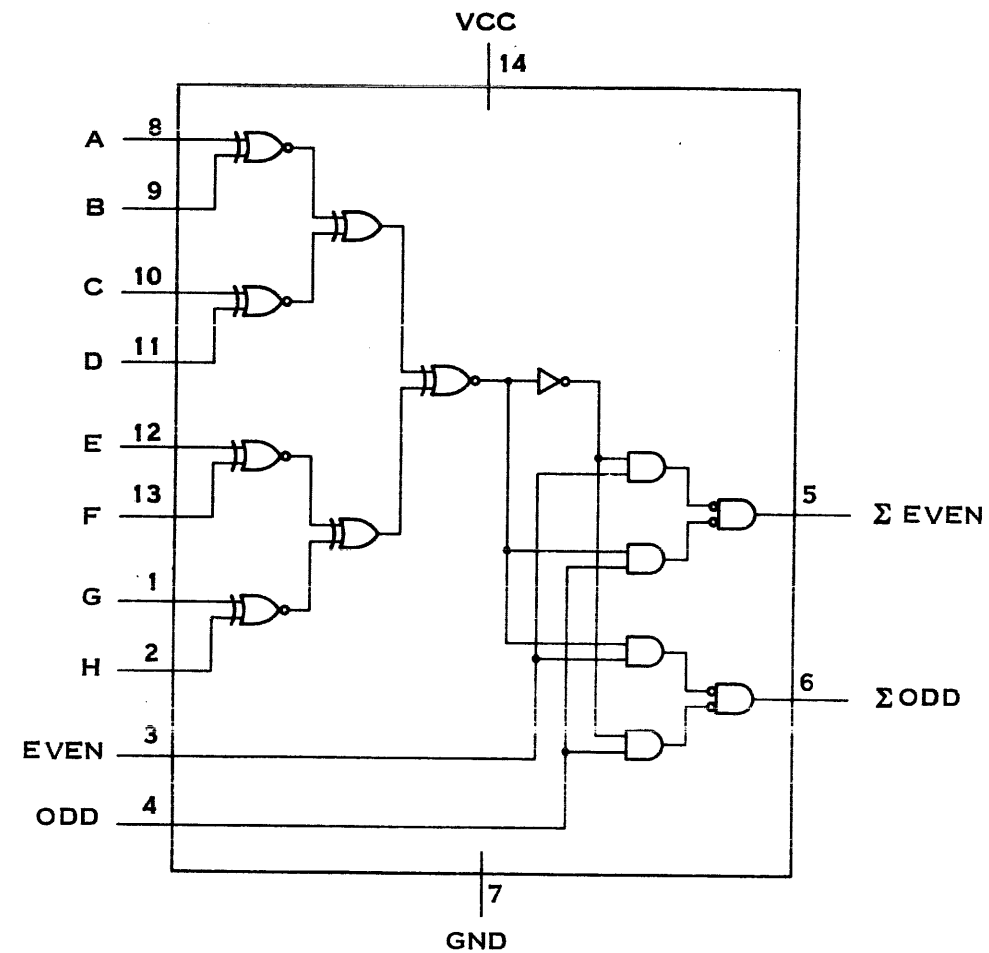 VCC
14
A 8
B 9
C 10
D 11
E 12
F 13
G 1
H 2
EVEN 3
ODD 4
5 Σ EVEN
6 Σ ODD
7
GND